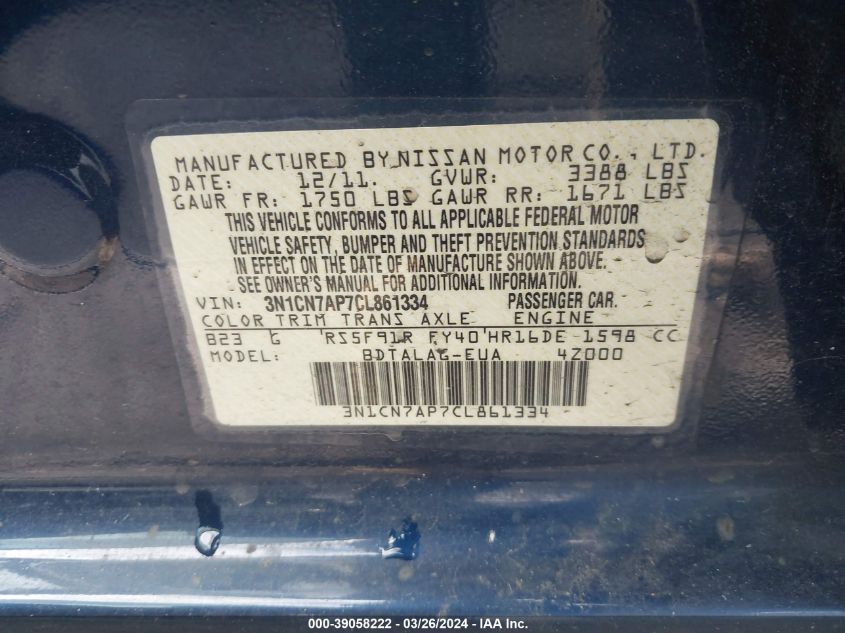 MANUFACTURED BY NISSAN MOTOR CO., LTD.
DATE: 12/11. GVWR: 3388 LBS
GAWR FR: 1750 LBS GAWR RR: 1671 LBS
THIS VEHICLE CONFORMS TO ALL APPLICABLE FEDERAL MOTOR
VEHICLE SAFETY, BUMPER AND THEFT PREVENTION STANDARDS
IN EFFECT ON THE DATE OF MANUFACTURE SHOWN ABOVE.
SEE OWNER'S MANUAL FOR ADDITIONAL INFORMATION.
VIN: 3N1CN7AP7CL861334 PASSENGER CAR.
COLOR TRIM TRANS AXLE ENGINE
B23 G RS5F91R FY40 HR16DE 1598 CC
MODEL: BDTALAG-EUA 4Z000
3N1CN7AP7CL861334
000-39058222 - 03/26/2024 - IAA Inc.